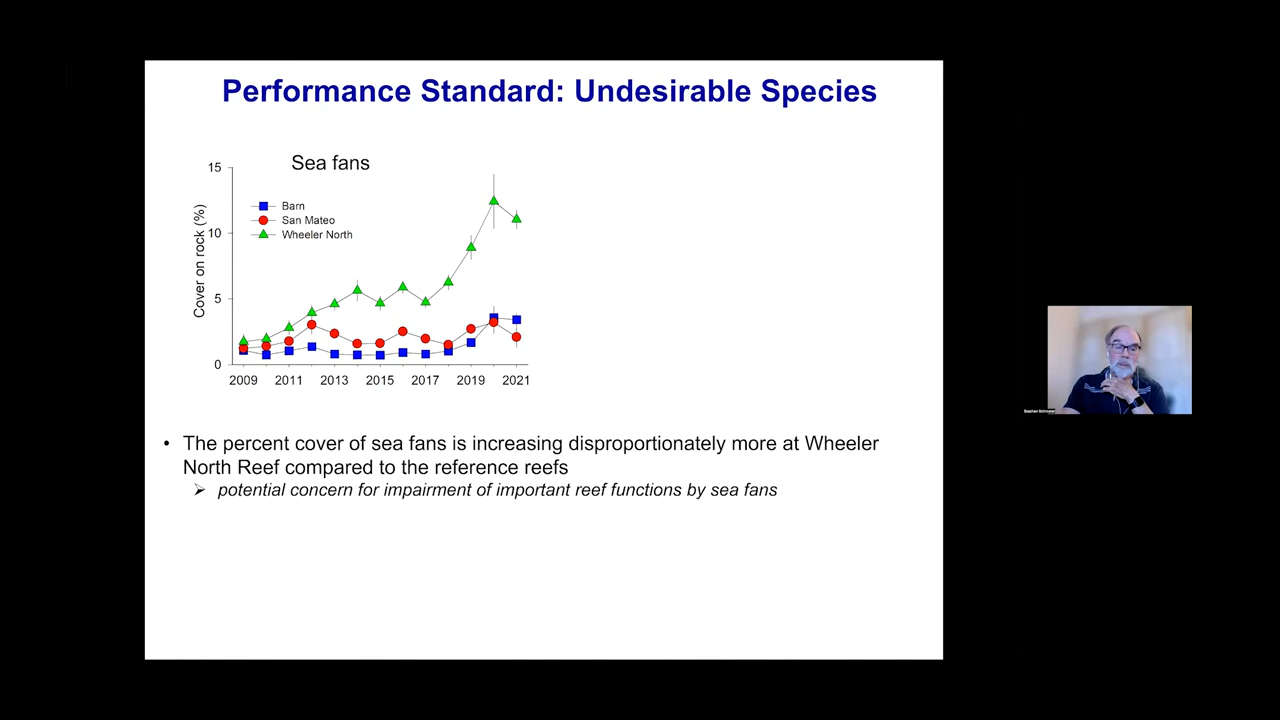 Performance Standard: Undesirable Species
Sea fans
Cover on rock (%)
15
10
5
0
Barn
San Mateo
Wheeler North
2009 2011 2013 2015 2017 2019 2021
• The percent cover of sea fans is increasing disproportionately more at Wheeler
North Reef compared to the reference reefs
➢ potential concern for impairment of important reef functions by sea fans